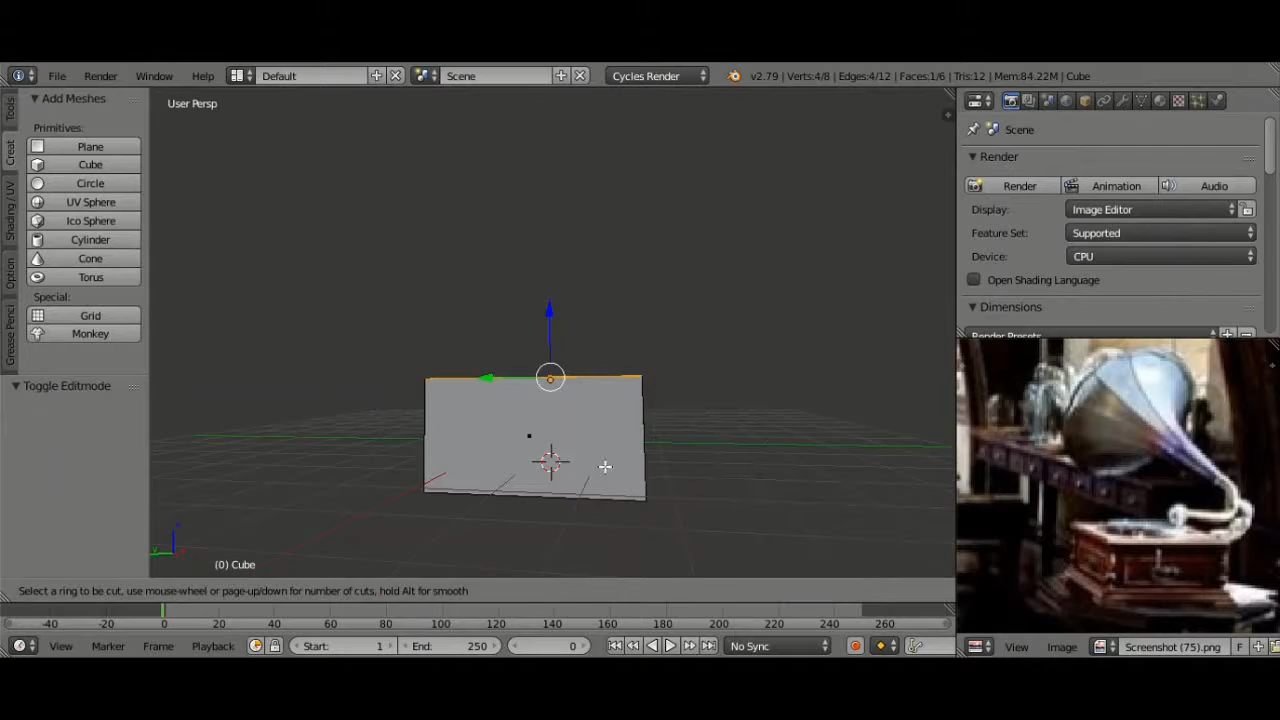 File Render Window Help Default Scene Cycles Render v2.79 | Verts:4/8 | Edges:4/12 | Faces:1/6 | Tris:12 | Mem:84.22M | Cube
Add Meshes
User Persp
Tools
Creat
Shading / UV
Option
Grease Penci
Primitives:
Plane
Cube
Circle
UV Sphere
Ico Sphere
Cylinder
Cone
Torus
Special:
Grid
Monkey
Toggle Editmode
(0) Cube
Scene
Render
Render Animation Audio
Display: Image Editor
Feature Set: Supported
Device: CPU
Open Shading Language
Dimensions
Render Presets
Select a ring to be cut, use mouse-wheel or page-up/down for number of cuts, hold Alt for smooth
-40 -20 0 20 40 60 80 100 120 140 160 180 200 220 240 260
View Marker Frame Playback Start: 1 End: 250 0 No Sync
View Image Screenshot (75).png F